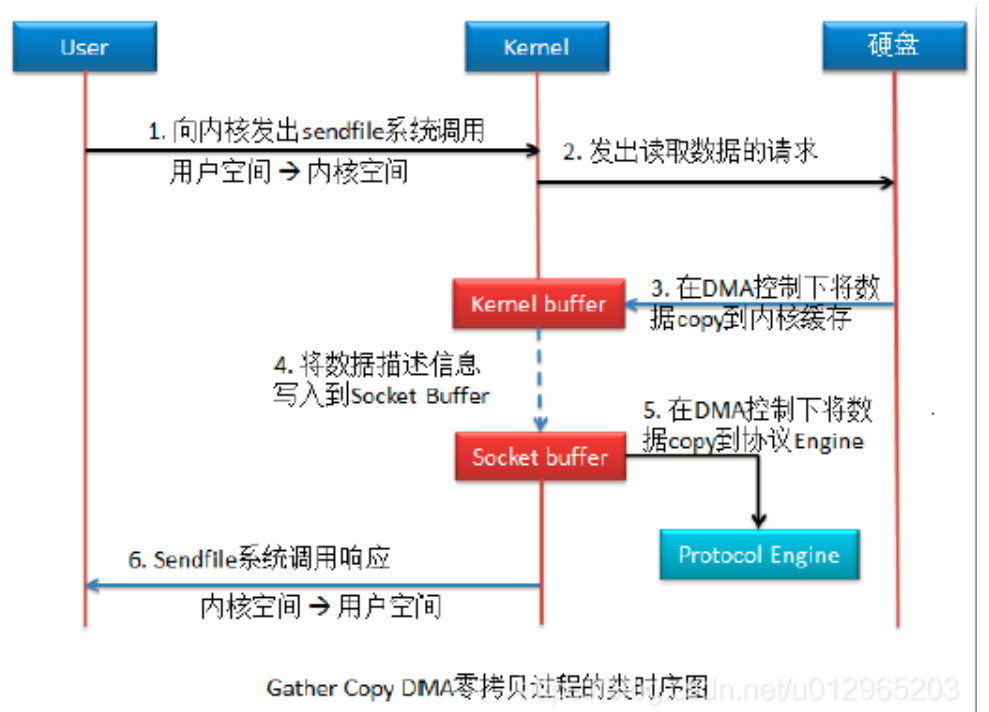 User
Kernel
硬盘
1. 向内核发出sendfile系统调用
用户空间 → 内核空间
2. 发出读取数据的请求
Kernel buffer
3. 在DMA控制下将数
据copy到内核缓存
4. 将数据描述信息
写入到Socket Buffer
5. 在DMA控制下将数
据copy到协议Engine
Socket buffer
Protocol Engine
6. Sendfile系统调用响应
内核空间 → 用户空间
Gather Copy DMA零拷贝过程的类时序图
dn.net/u012965203